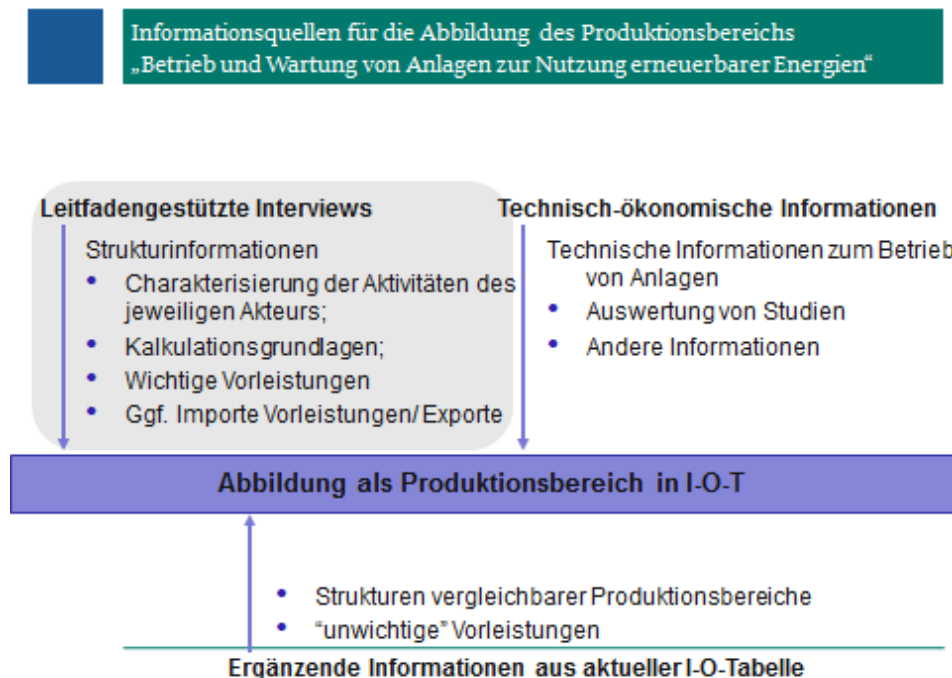 Informationsquellen für die Abbildung des Produktionsbereichs
„Betrieb und Wartung von Anlagen zur Nutzung erneuerbarer Energien“
Leitfadengestützte Interviews
Strukturinformationen
• Charakterisierung der Aktivitäten des
jeweiligen Akteurs;
• Kalkulationsgrundlagen;
• Wichtige Vorleistungen
• Ggf. Importe Vorleistungen/ Exporte
Technisch-ökonomische Informationen
Technische Informationen zum Betrieb
von Anlagen
• Auswertung von Studien
• Andere Informationen
Abbildung als Produktionsbereich in I-O-T
• Strukturen vergleichbarer Produktionsbereiche
• “unwichtige” Vorleistungen
Ergänzende Informationen aus aktueller I-O-Tabelle